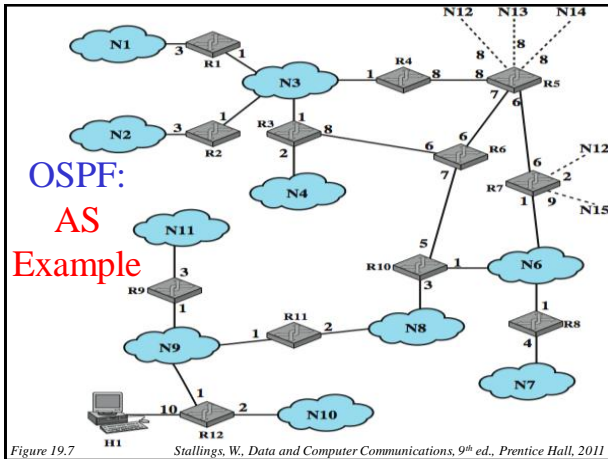 N12 N13 N14
8 8 8
N1 3 R1 1
N3 1 R4 8 8 R5
7 6
N2 3 R2 1
1 R3 8
2
6 6 R6
7
N4
6 R7 2 N12
1 9 N15
OSPF:
AS
Example
N11
3
R9
1
5
R10 1 N6
3
1
R8
4
N7
R11
1 2 N8
N9
1
H1 10 R12 2 N10
Figure 19.7 Stallings, W., Data and Computer Communications, 9th ed., Prentice Hall, 2011